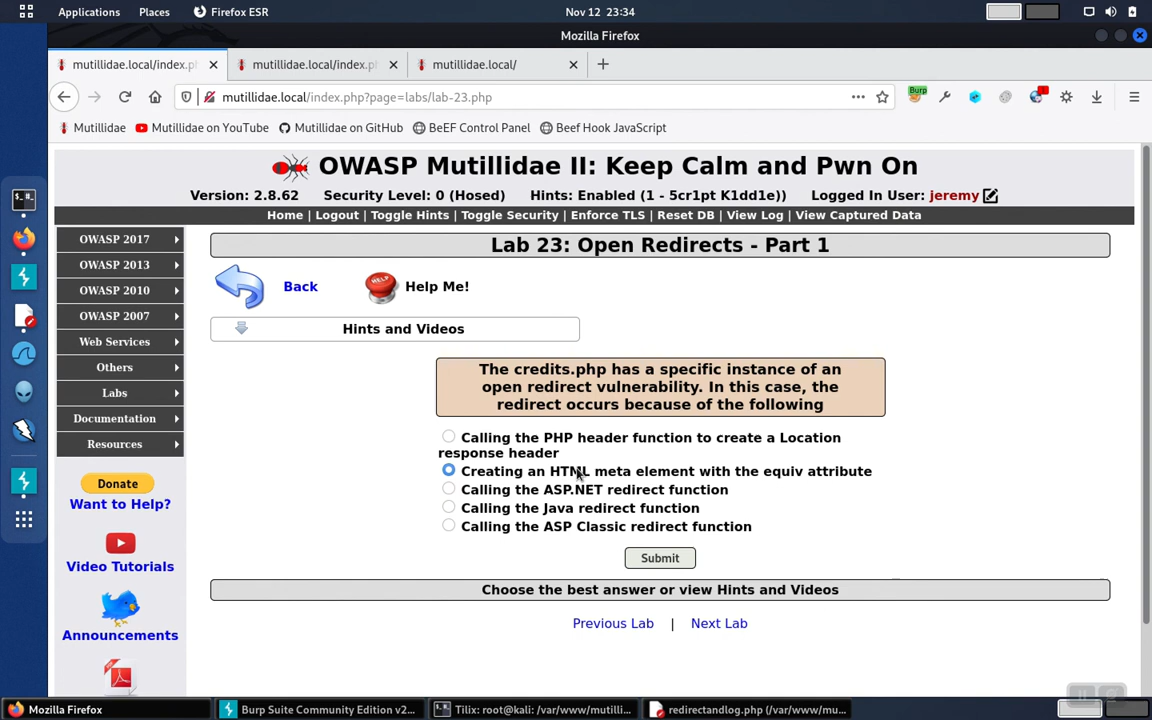 Applications Places Firefox ESR Nov 12 23:34
Mozilla Firefox
mutillidae.local/index.ph mutillidae.local/index.ph mutillidae.local/
mutillidae.local/index.php?page=labs/lab-23.php Burp 1
Mutillidae Mutillidae on YouTube Mutillidae on GitHub BeEF Control Panel Beef Hook JavaScript
OWASP Mutillidae II: Keep Calm and Pwn On
Version: 2.8.62 Security Level: 0 (Hosed) Hints: Enabled (1 - 5cr1pt K1dd1e)) Logged In User: jeremy
Home | Logout | Toggle Hints | Toggle Security | Enforce TLS | Reset DB | View Log | View Captured Data
OWASP 2017
OWASP 2013
OWASP 2010
OWASP 2007
Web Services
Others
Labs
Documentation
Resources
Donate
Want to Help?
Video Tutorials
Announcements
Lab 23: Open Redirects - Part 1
Back HELP Help Me!
Hints and Videos
The credits.php has a specific instance of an
open redirect vulnerability. In this case, the
redirect occurs because of the following
Calling the PHP header function to create a Location
response header
Creating an HTML meta element with the equiv attribute
Calling the ASP.NET redirect function
Calling the Java redirect function
Calling the ASP Classic redirect function
Submit
Choose the best answer or view Hints and Videos
Previous Lab | Next Lab
Mozilla Firefox Burp Suite Community Edition v2... Tilix: root@kali: /var/www/mutilli... redirectandlog.php (/var/www/mu...